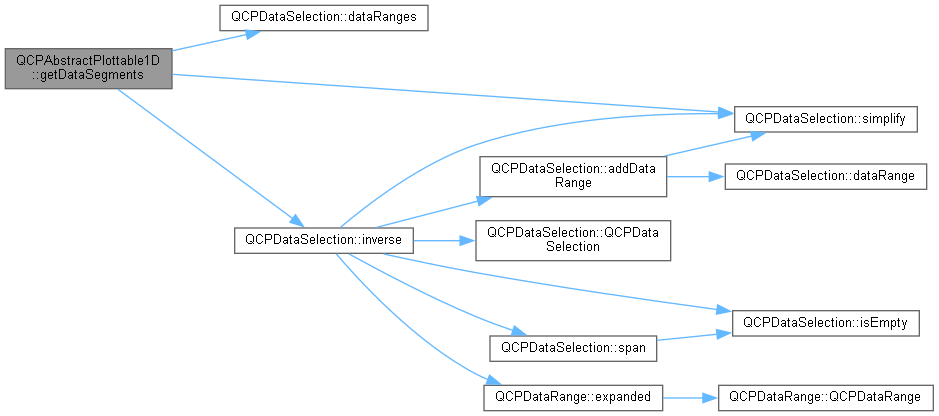 QCPDataSelection::dataRanges
QCPAbstractPlottable1D
::getDataSegments
QCPDataSelection::simplify
QCPDataSelection::addData
Range
QCPDataSelection::dataRange
QCPDataSelection::inverse
QCPDataSelection::QCPData
Selection
QCPDataSelection::isEmpty
QCPDataSelection::span
QCPDataRange::expanded
QCPDataRange::QCPDataRange